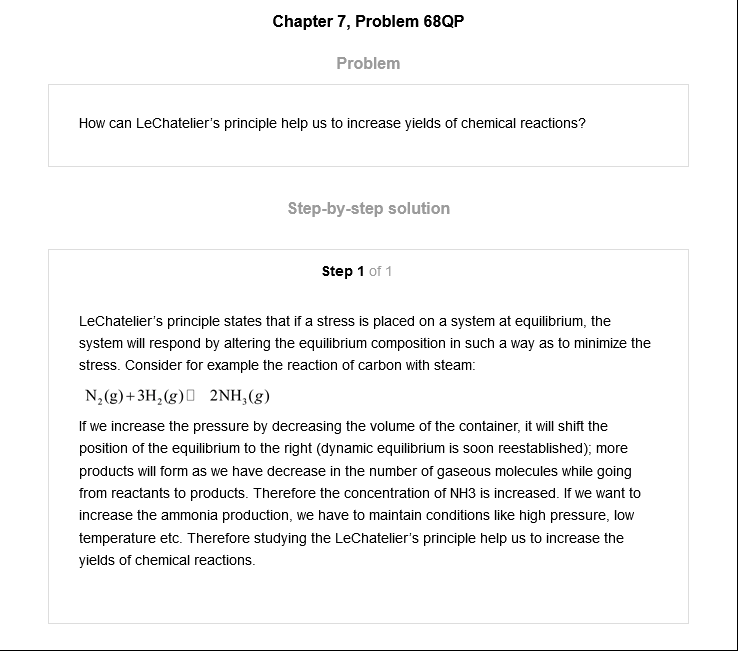 Chapter 7, Problem 68QP
Problem
How can LeChatelier's principle help us to increase yields of chemical reactions?
Step-by-step solution
Step 1 of 1
LeChatelier's principle states that if a stress is placed on a system at equilibrium, the
system will respond by altering the equilibrium composition in such a way as to minimize the
stress. Consider for example the reaction of carbon with steam:
N₂(g)+3H₂(g)▯ 2NH₃(g)
If we increase the pressure by decreasing the volume of the container, it will shift the
position of the equilibrium to the right (dynamic equilibrium is soon reestablished); more
products will form as we have decrease in the number of gaseous molecules while going
from reactants to products. Therefore the concentration of NH3 is increased. If we want to
increase the ammonia production, we have to maintain conditions like high pressure, low
temperature etc. Therefore studying the LeChatelier's principle help us to increase the
yields of chemical reactions.